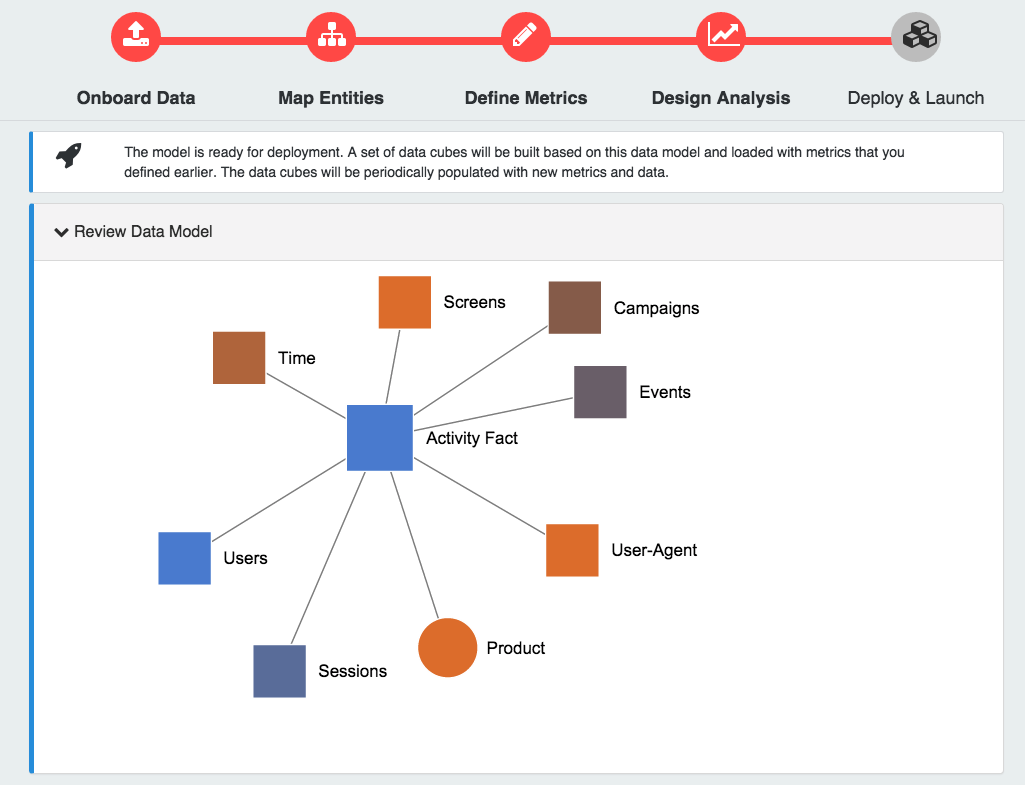 Onboard Data
Map Entities
Define Metrics
Design Analysis
Deploy & Launch
The model is ready for deployment. A set of data cubes will be built based on this data model and loaded with metrics that you
defined earlier. The data cubes will be periodically populated with new metrics and data.
Review Data Model
Screens
Campaigns
Time
Events
Activity Fact
User-Agent
Users
Product
Sessions